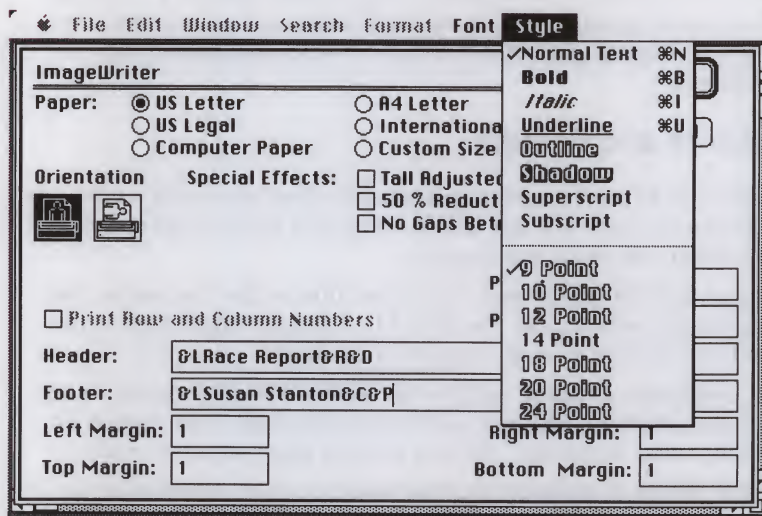 File Edit Window Search Format Font Style
ImageWriter
Paper: US Letter A4 Letter
US Legal Internationa
Computer Paper Custom Size
Orientation Special Effects: Tall Adjusted
50 % Reduct
No Gaps Bet
Print Row and Column Numbers
Header: &LRace Report&R&D
Footer: &LSusan Stanton&C&P
Left Margin: 1 Right Margin: 1
Top Margin: 1 Bottom Margin: 1
✓Normal Text ⌘N
Bold ⌘B
Italic ⌘I
Underline ⌘U
Outline
Shadow
Superscript
Subscript
✓9 Point
10 Point
12 Point
14 Point
18 Point
20 Point
24 Point
P
P